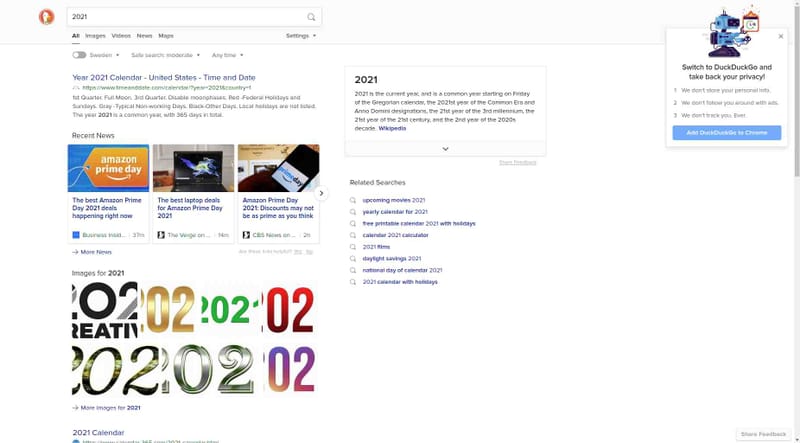 2021
All Images Videos News Maps Settings
Sweden Safe search: moderate Any time
Year 2021 Calendar - United States - Time and Date
https://www.timeanddate.com/calendar/?year=2021&country=1
1st Quarter. Full Moon. 3rd Quarter. Disable moonphases. Red -Federal Holidays and
Sundays. Gray -Typical Non-working Days. Black-Other Days. Local holidays are not listed.
The year 2021 is a common year, with 365 days in total.
Recent News
amazon
prime day
The best Amazon Prime
Day 2021 deals
happening right now
Business Insid... · 37m
The best laptop deals
for Amazon Prime Day
2021
The Verge on ... · 14m
prime day
Amazon Prime Day
2021: Discounts may not
be as prime as you think
CBS News on ... · 2h
More News
Are these links helpful? Yes No
Images for 2021
202
REATIV
202
2021
202
202
202
202
More Images for 2021
2021 Calendar
2021
2021 is the current year, and is a common year starting on Friday
of the Gregorian calendar, the 2021st year of the Common Era and
Anno Domini designations, the 21st year of the 3rd millennium, the
21st year of the 21st century, and the 2nd year of the 2020s
decade. Wikipedia
Share Feedback
Related Searches
upcoming movies 2021
yearly calendar for 2021
free printable calendar 2021 with holidays
calendar 2021 calculator
2021 films
daylight savings 2021
national day of calendar 2021
2021 calendar with holidays
Switch to DuckDuckGo and
take back your privacy!
1 We don't store your personal info.
2 We don't follow you around with ads.
3 We don't track you. Ever.
Add DuckDuckGo to Chrome
Share Feedback